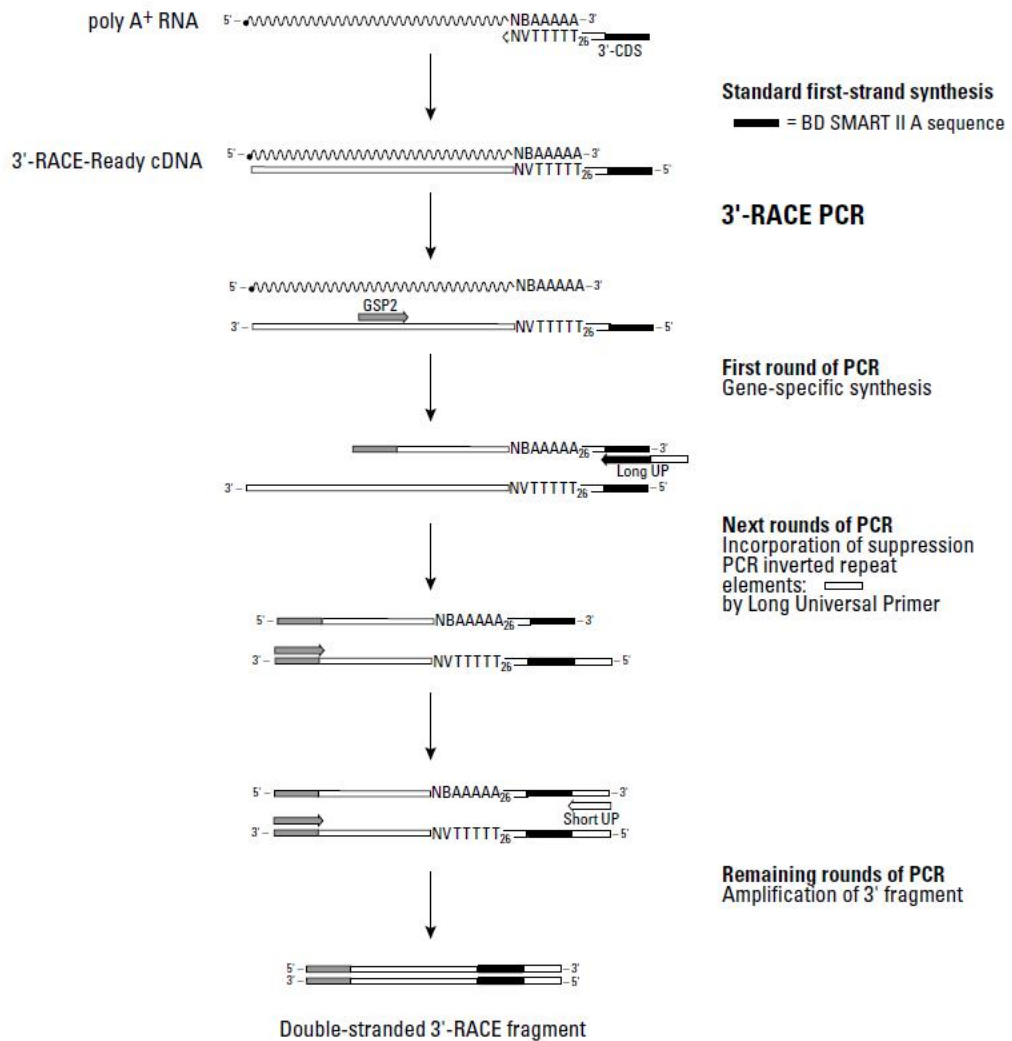 poly A+ RNA
5' – NBAAAAA–3'
NVTTTTT26
3'-CDS
Standard first-strand synthesis
= BD SMART II A sequence
3'-RACE-Ready cDNA
5' – NBAAAAA–3'
NVTTTTT26 – 5'
3'-RACE PCR
5' – NBAAAAA–3'
GSP2
3' – NVTTTTT26 – 5'
First round of PCR
Gene-specific synthesis
NBAAAAA26 –3'
Long UP
3' – NVTTTTT26 –5'
Next rounds of PCR
Incorporation of suppression
PCR inverted repeat
elements:
by Long Universal Primer
5' – NBAAAAA26 –3'
3' – NVTTTTT26 –5'
5' – NBAAAAA26 –3'
Short UP
3' – NVTTTTT26 –5'
Remaining rounds of PCR
Amplification of 3' fragment
5' – –3'
3' – –5'
Double-stranded 3'-RACE fragment